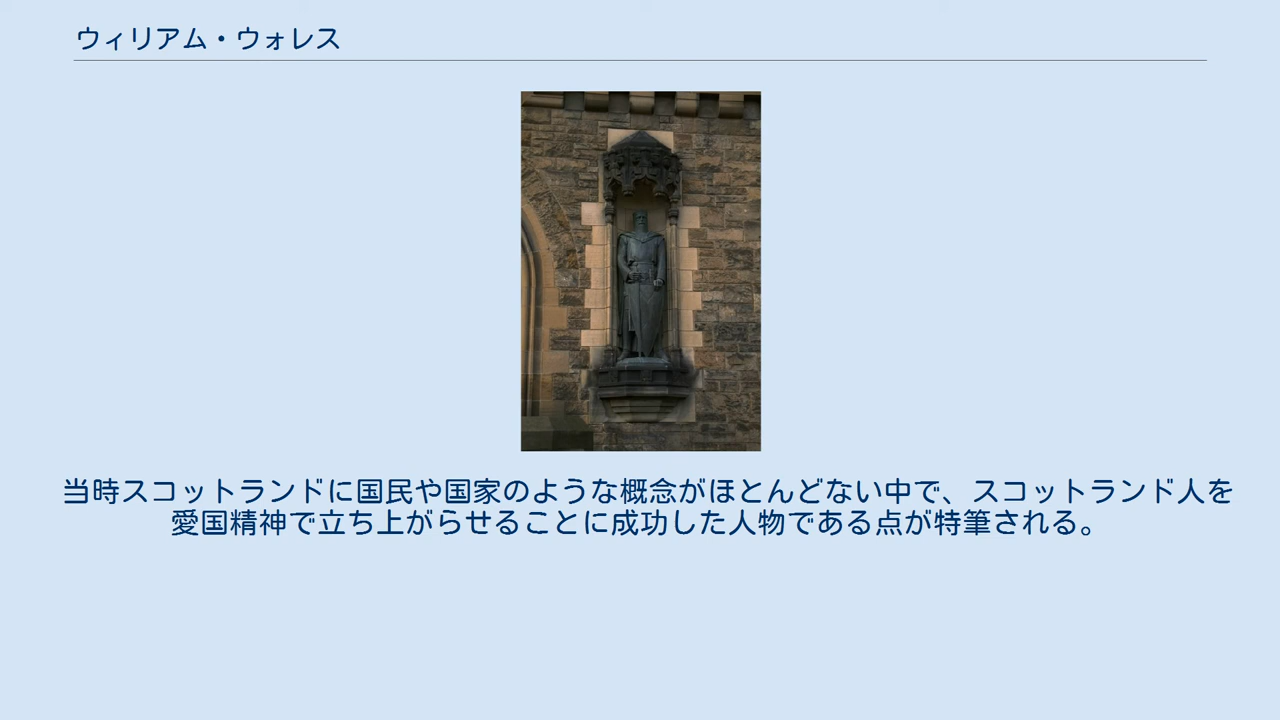 ウィリアム・ウォレス
当時スコットランドに国民や国家のような概念がほとんどない中で、スコットランド人を
愛国精神で立ち上がらせることに成功した人物である点が特筆される。